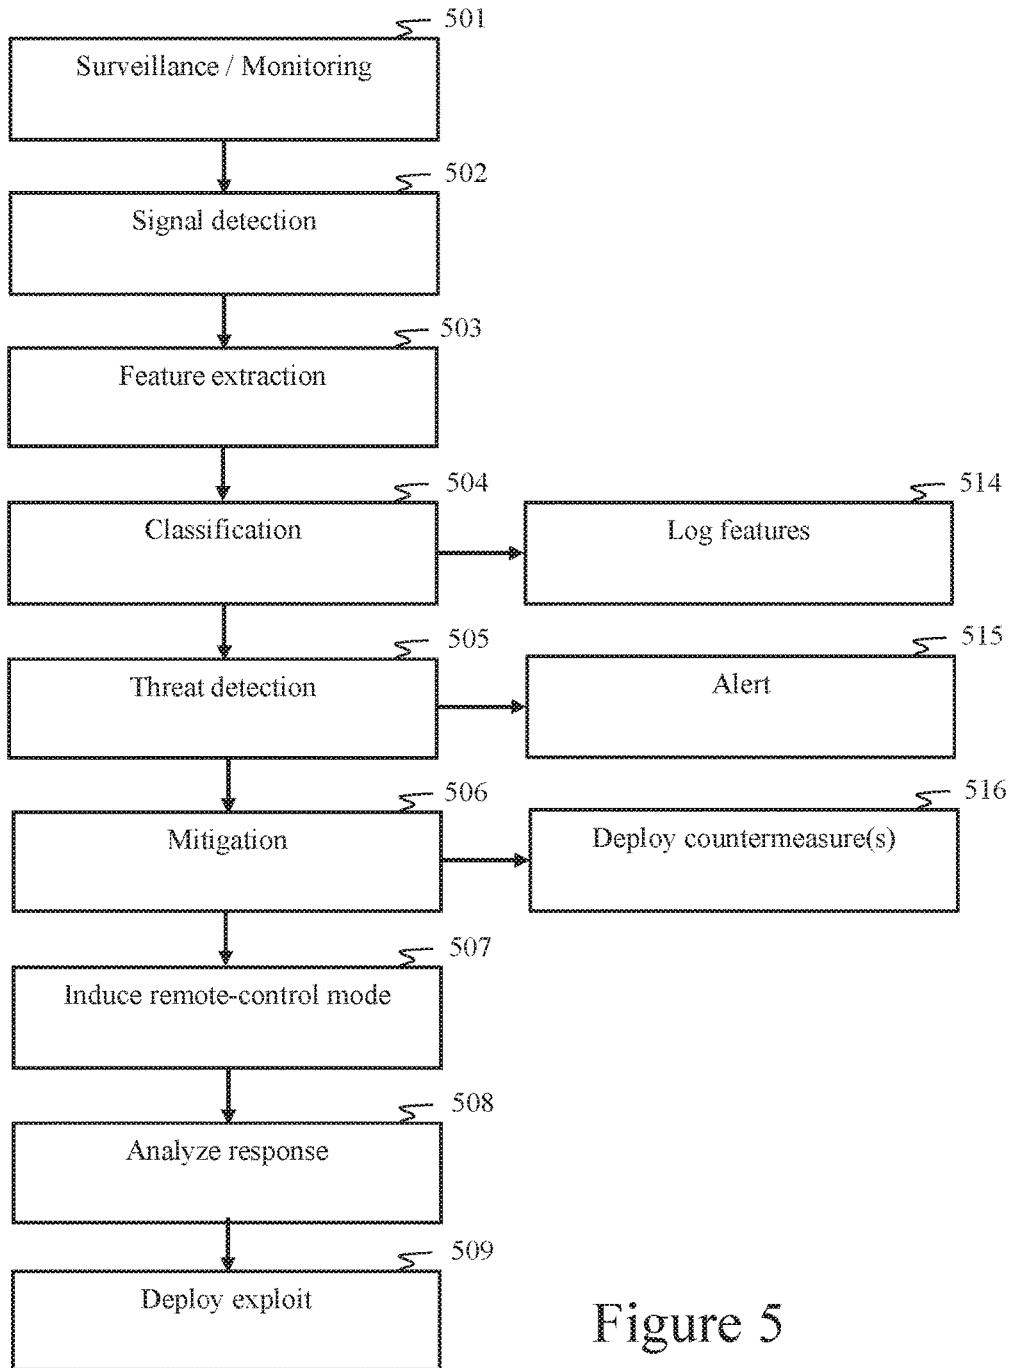 501
Surveillance / Monitoring
502
Signal detection
503
Feature extraction
504
Classification
514
Log features
505
Threat detection
515
Alert
506
Mitigation
516
Deploy countermeasure(s)
507
Induce remote-control mode
508
Analyze response
509
Deploy exploit
Figure 5